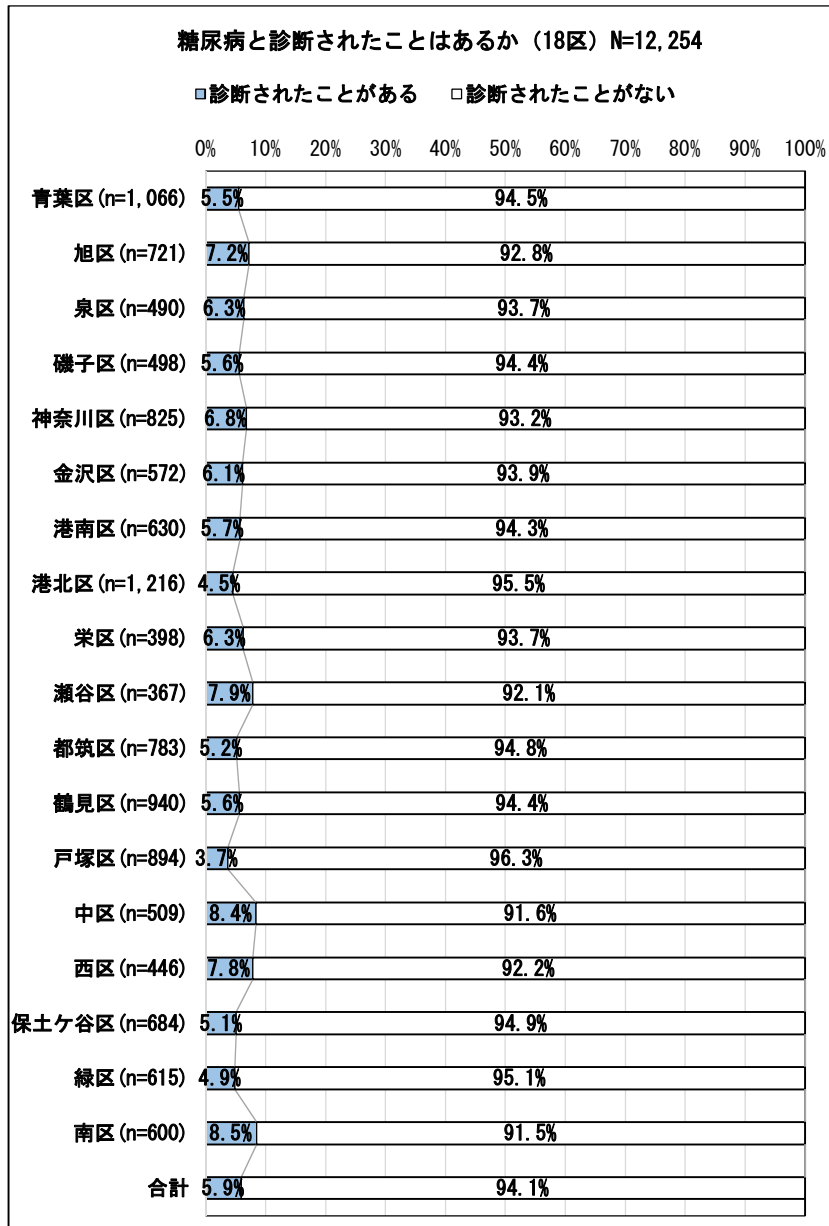 糖尿病と診断されたことはあるか（18区）N=12,254
診断されたことがある 診断されたことがない
0% 10% 20% 30% 40% 50% 60% 70% 80% 90% 100%
青葉区(n=1,066) 5.5% 94.5%
旭区(n=721) 7.2% 92.8%
泉区(n=490) 6.3% 93.7%
磯子区(n=498) 5.6% 94.4%
神奈川区(n=825) 6.8% 93.2%
金沢区(n=572) 6.1% 93.9%
港南区(n=630) 5.7% 94.3%
港北区(n=1,216) 4.5% 95.5%
栄区(n=398) 6.3% 93.7%
瀬谷区(n=367) 7.9% 92.1%
都筑区(n=783) 5.2% 94.8%
鶴見区(n=940) 5.6% 94.4%
戸塚区(n=894) 3.7% 96.3%
中区(n=509) 8.4% 91.6%
西区(n=446) 7.8% 92.2%
保土ケ谷区(n=684) 5.1% 94.9%
緑区(n=615) 4.9% 95.1%
南区(n=600) 8.5% 91.5%
合計 5.9% 94.1%